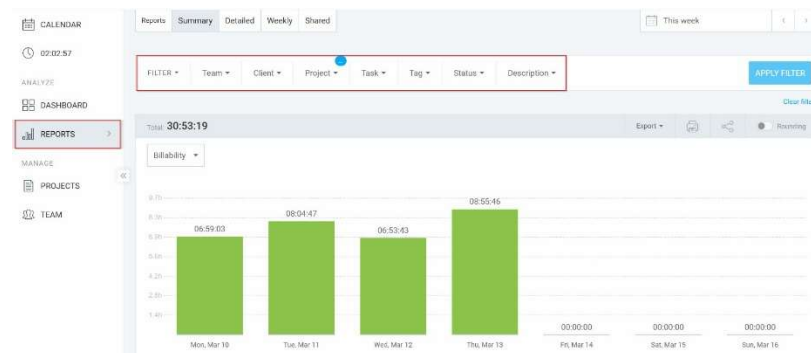 CALENDAR
Reports Summary Detailed Weekly Shared
This week
02:02:57
FILTER Team Client Project Task Tag Status Description
APPLY FILTER
ANALYZE
DASHBOARD
Clear filte
REPORTS
Total: 30:53:19
Export
Rounding
MANAGE
Billability
PROJECTS
TEAM
08:55:46
08:04:47
06:59:03
06:53:43
00:00:00 00:00:00 00:00:00
Mon, Mar 10 Tue, Mar 11 Wed, Mar 12 Thu, Mar 13 Fri, Mar 14 Sat, Mar 15 Sun, Mar 16